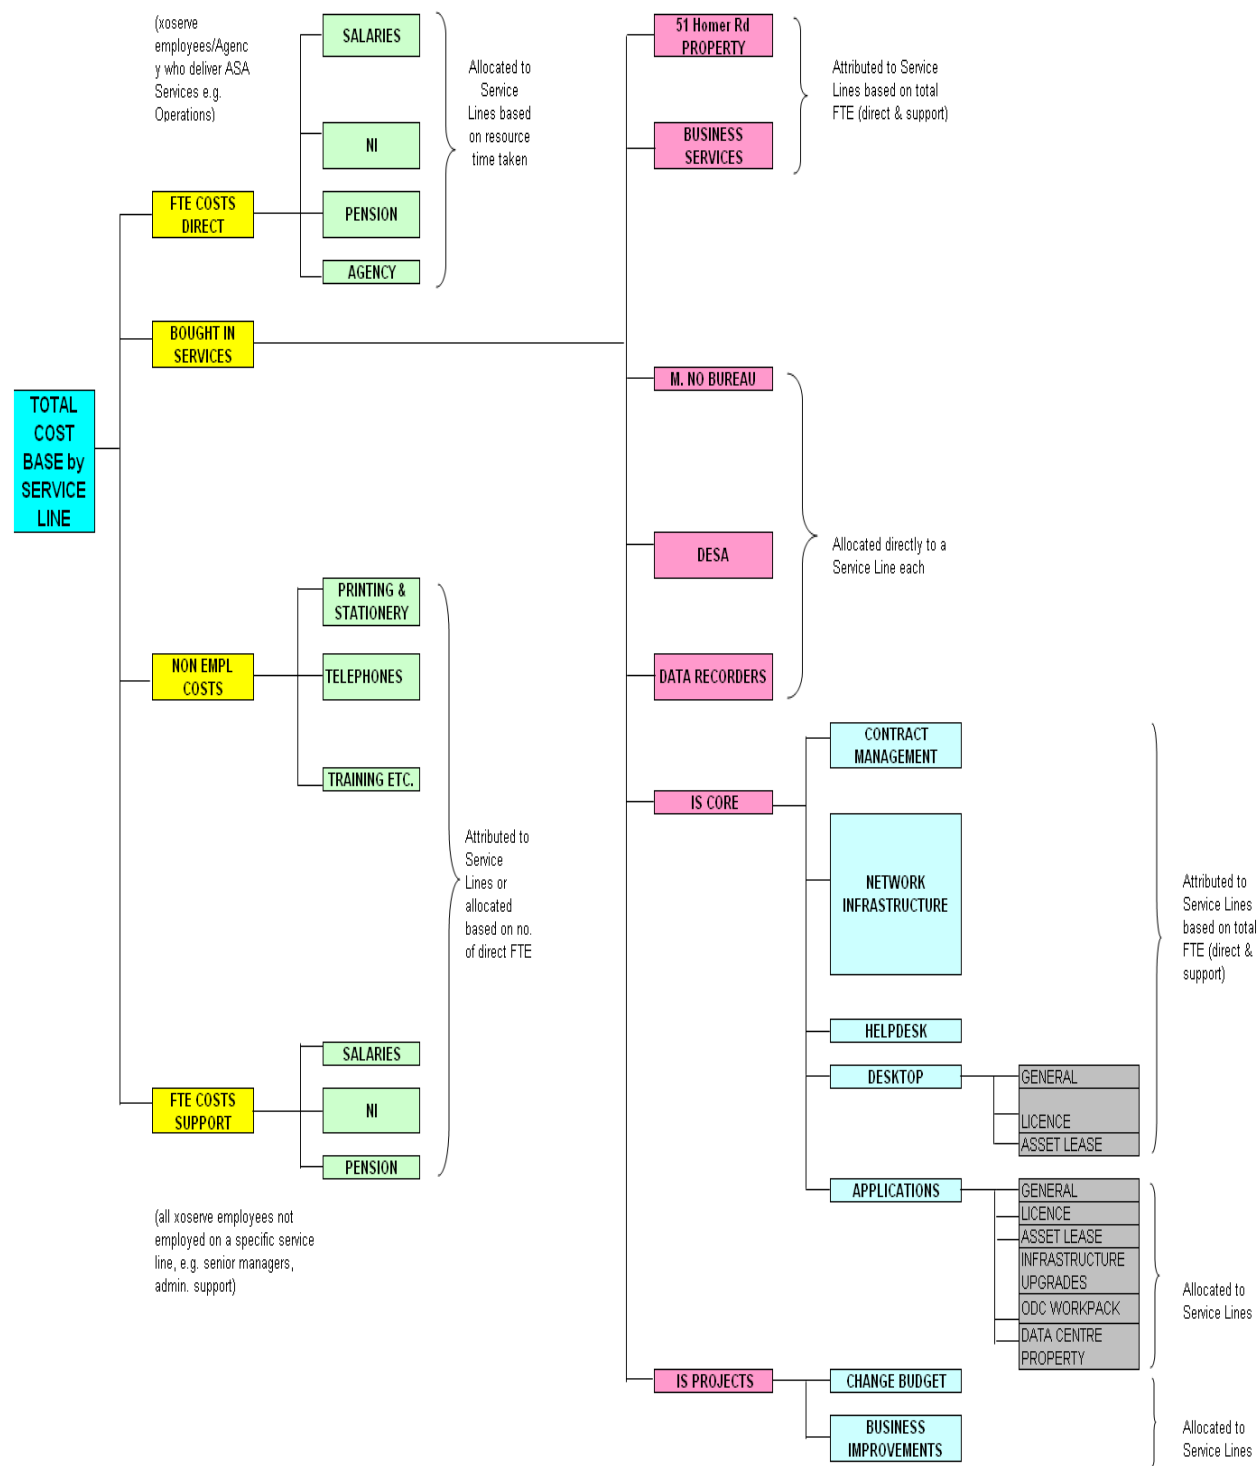 (xoserve
employees/Agenc
y who deliver ASA
Services e.g.
Operations)
SALARIES
NI
PENSION
AGENCY
Allocated to
Service
Lines based
on resource
time taken
FTE COSTS
DIRECT
BOUGHT IN
SERVICES
TOTAL
COST
BASE by
SERVICE
LINE
NON EMPL
COSTS
PRINTING &
STATIONERY
TELEPHONES
TRAINING ETC.
Attributed to
Service
Lines or
allocated
based on no.
of direct FTE
FTE COSTS
SUPPORT
SALARIES
NI
PENSION
(all xoserve employees not
employed on a specific service
line, e.g. senior managers,
admin. support)
51 Homer Rd
PROPERTY
BUSINESS
SERVICES
Attributed to Service
Lines based on total
FTE (direct & support)
M. NO BUREAU
DESA
DATA RECORDERS
Allocated directly to a
Service Line each
IS CORE
CONTRACT
MANAGEMENT
NETWORK
INFRASTRUCTURE
HELPDESK
DESKTOP
GENERAL
LICENCE
ASSET LEASE
Attributed to
Service Lines
based on total
FTE (direct &
support)
APPLICATIONS
GENERAL
LICENCE
ASSET LEASE
INFRASTRUCTURE
UPGRADES
ODC WORKPACK
DATA CENTRE
PROPERTY
Allocated to
Service Lines
IS PROJECTS
CHANGE BUDGET
BUSINESS
IMPROVEMENTS
Allocated to
Service Lines